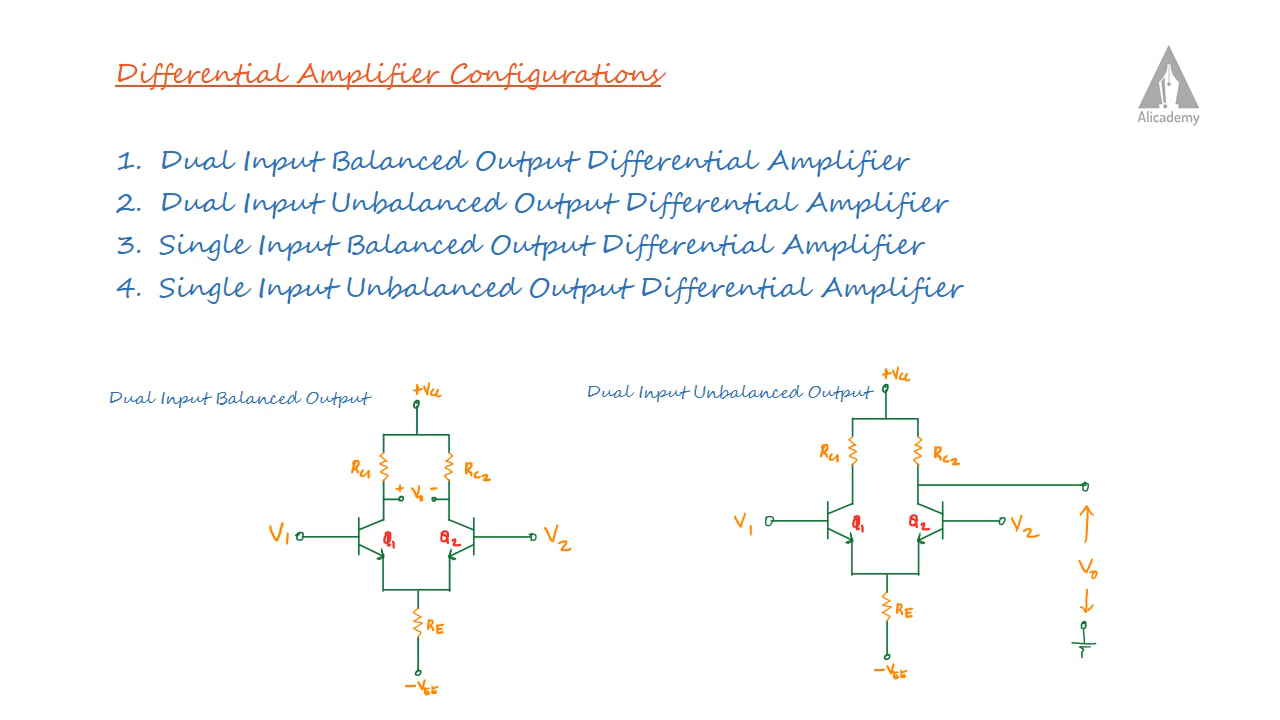 Differential Amplifier Configurations
Alicademy
1. Dual Input Balanced Output Differential Amplifier
2. Dual Input Unbalanced Output Differential Amplifier
3. Single Input Balanced Output Differential Amplifier
4. Single Input Unbalanced Output Differential Amplifier
Dual Input Balanced Output
+Vcc
RC1
RC2
+ Vo -
V1
Q1
Q2
V2
RE
-VEE
Dual Input Unbalanced Output
+Vcc
RC1
RC2
V1
Q1
Q2
V2
Vo
RE
-VEE